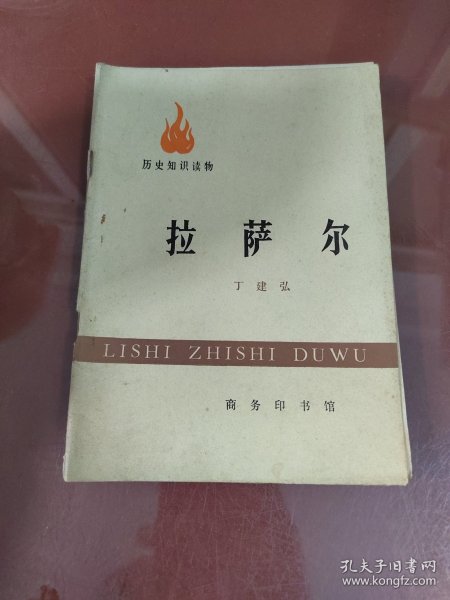 历史知识读物
拉萨尔
丁建弘
LISHI ZHISHI DUWU
商务印书馆
孔夫子旧书网
www.kongfz.com